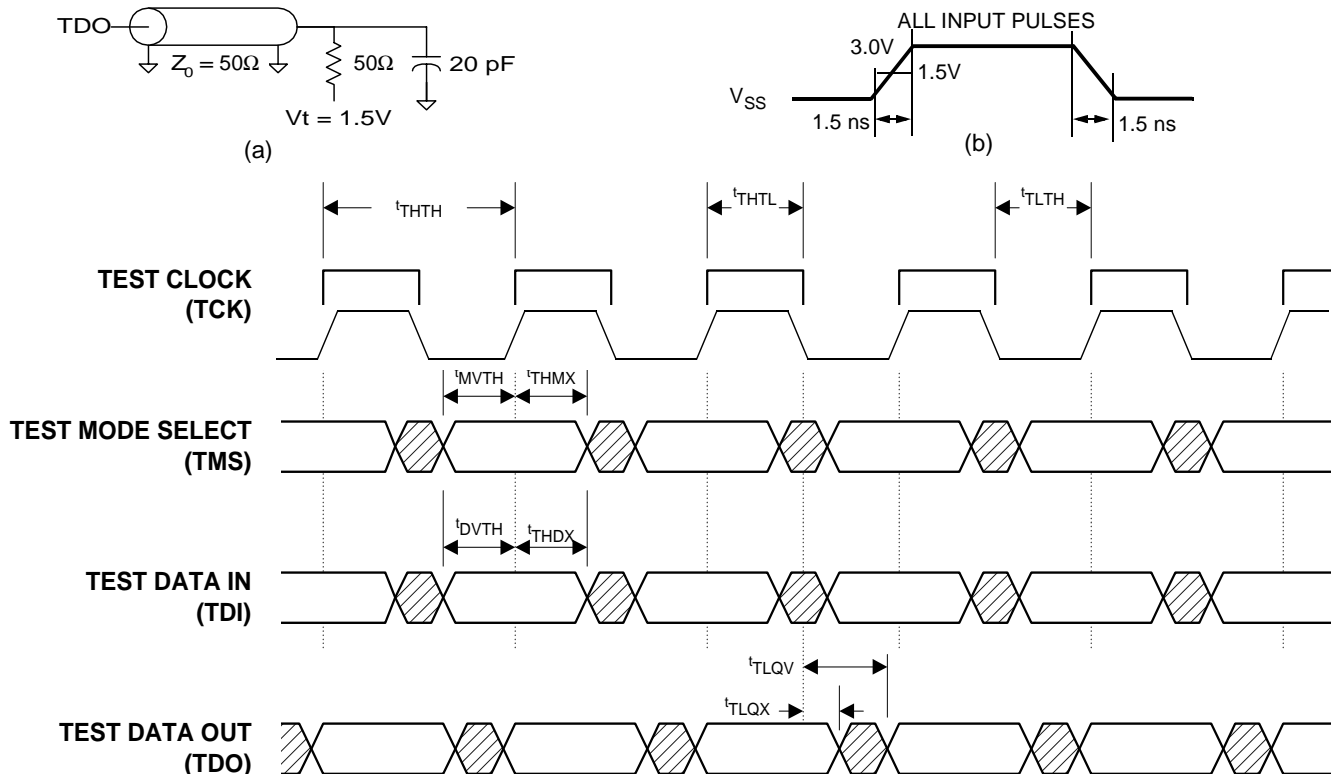 TDO
Z0 = 50Ω
50Ω
20 pF
Vt = 1.5V
(a)
ALL INPUT PULSES
3.0V
1.5V
VSS
1.5 ns
1.5 ns
(b)
tTHTH
tTHTL
tTLTH
TEST CLOCK
(TCK)
tMVTH
tTHMX
TEST MODE SELECT
(TMS)
tDVTH
tTHDX
TEST DATA IN
(TDI)
tTLQV
tTLQX
TEST DATA OUT
(TDO)